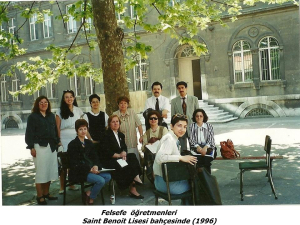 Felsefe öğretmenleri
Saint Benoit Lisesi bahçesinde (1996)